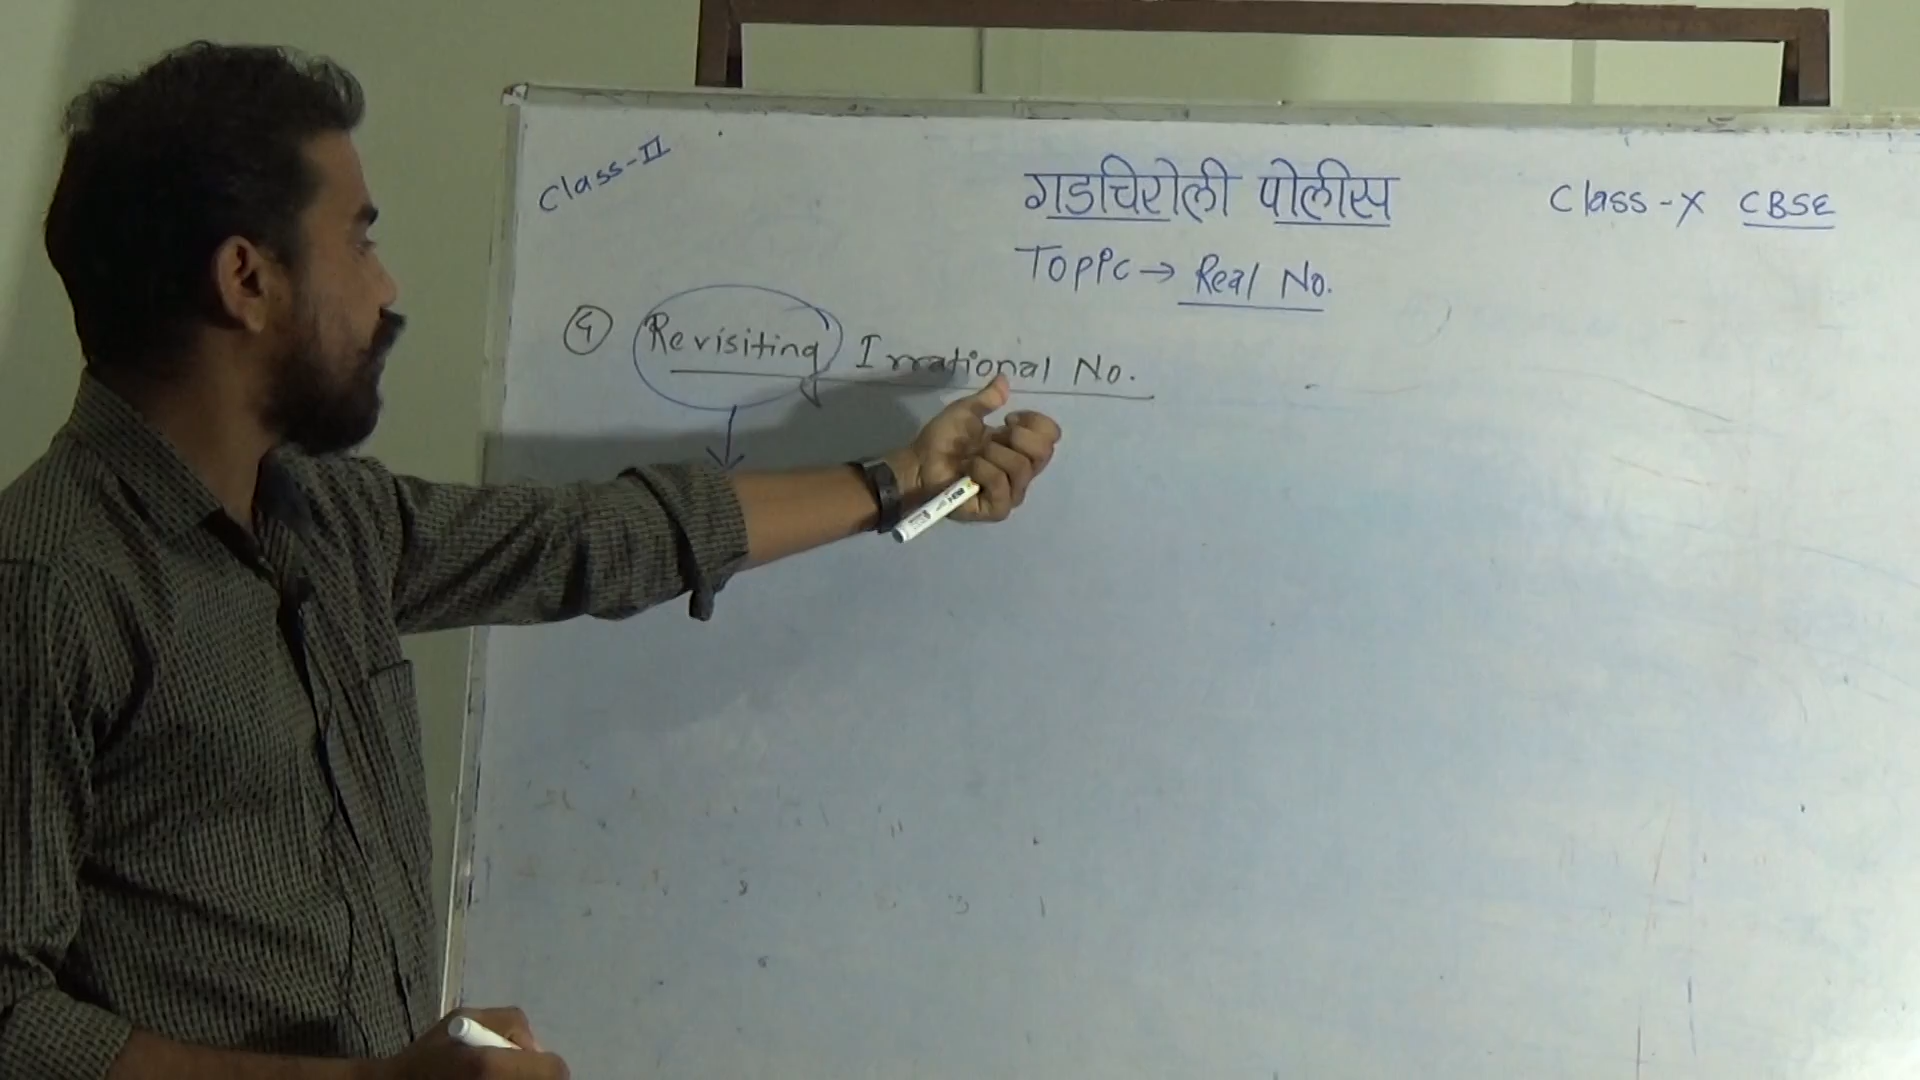 Class-II
गडचिरोली पोलीस
Class-X CBSE
Topic → Real No.
④ Revisiting Irrational No.